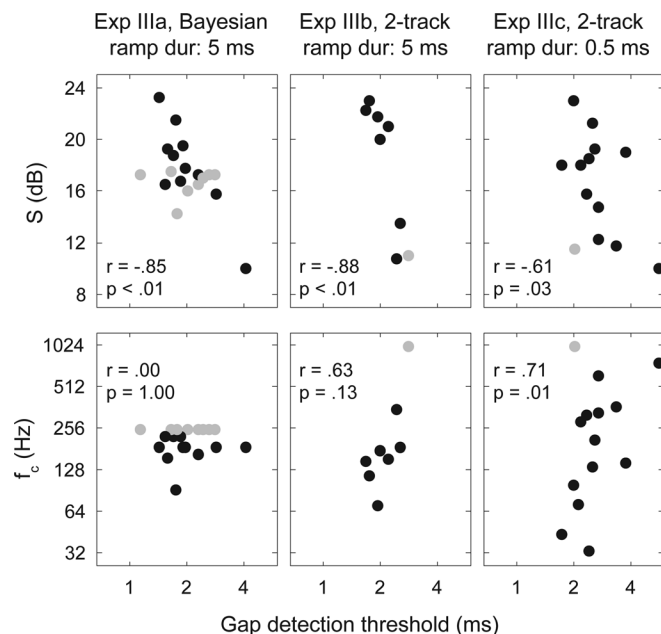 Exp IIIa, Bayesian Exp IIIb, 2-track Exp IIIc, 2-track
ramp dur: 5 ms ramp dur: 5 ms ramp dur: 0.5 ms
S (dB)
24
20
16
12
8
r = -.85
p < .01
r = -.88
p < .01
r = -.61
p = .03
f_c (Hz)
1024
512
256
128
64
32
r = .00
p = 1.00
r = .63
p = .13
r = .71
p = .01
1 2 4 1 2 4 1 2 4
Gap detection threshold (ms)